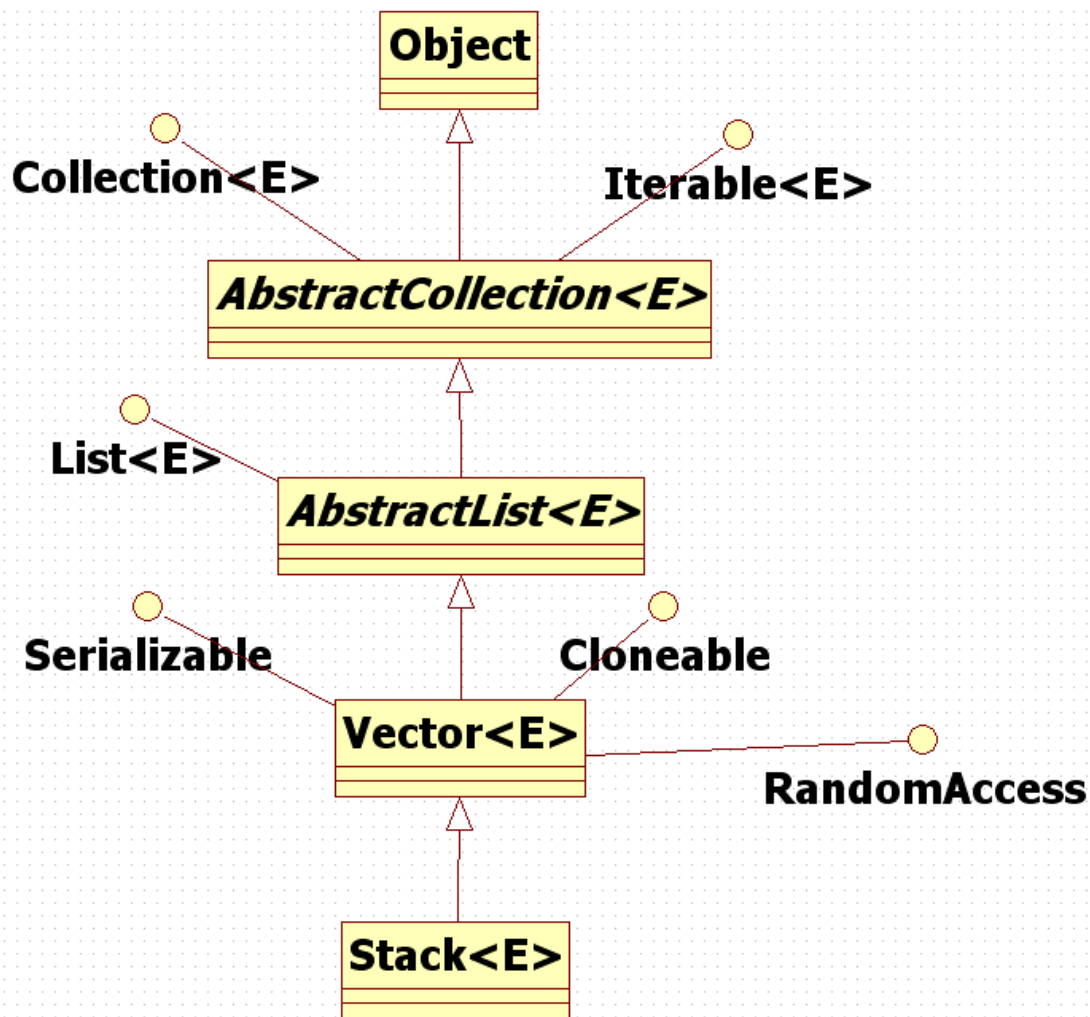 Object
Collection<E>
Iterable<E>
AbstractCollection<E>
List<E>
AbstractList<E>
Serializable
Cloneable
Vector<E>
RandomAccess
Stack<E>